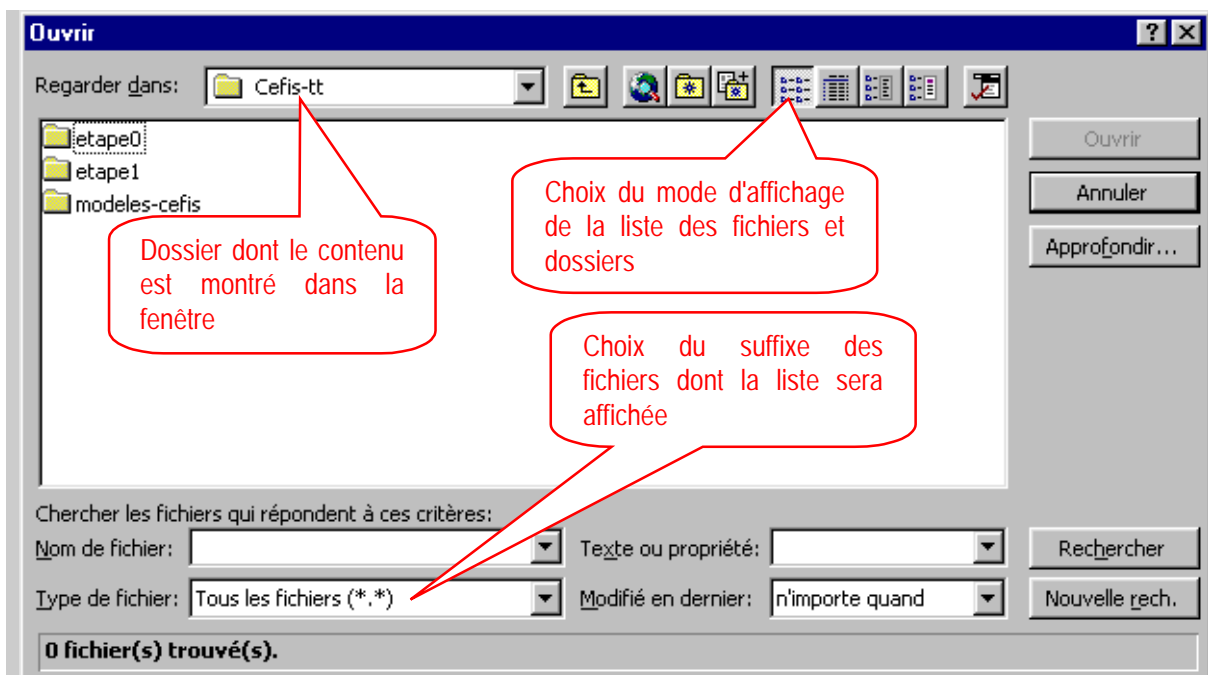 Ouvrir
Regarder dans: Cefis-tt
etape0
etape1
modeles-cefis
Dossier dont le contenu
est montré dans la
fenêtre
Choix du mode d'affichage
de la liste des fichiers et
dossiers
Choix du suffixe des
fichiers dont la liste sera
affichée
Ouvrir
Annuler
Approfondir...
Chercher les fichiers qui répondent à ces critères:
Nom de fichier: Texte ou propriété: Rechercher
Type de fichier: Tous les fichiers (*.*) Modifié en dernier: n'importe quand Nouvelle rech.
0 fichier(s) trouvé(s).